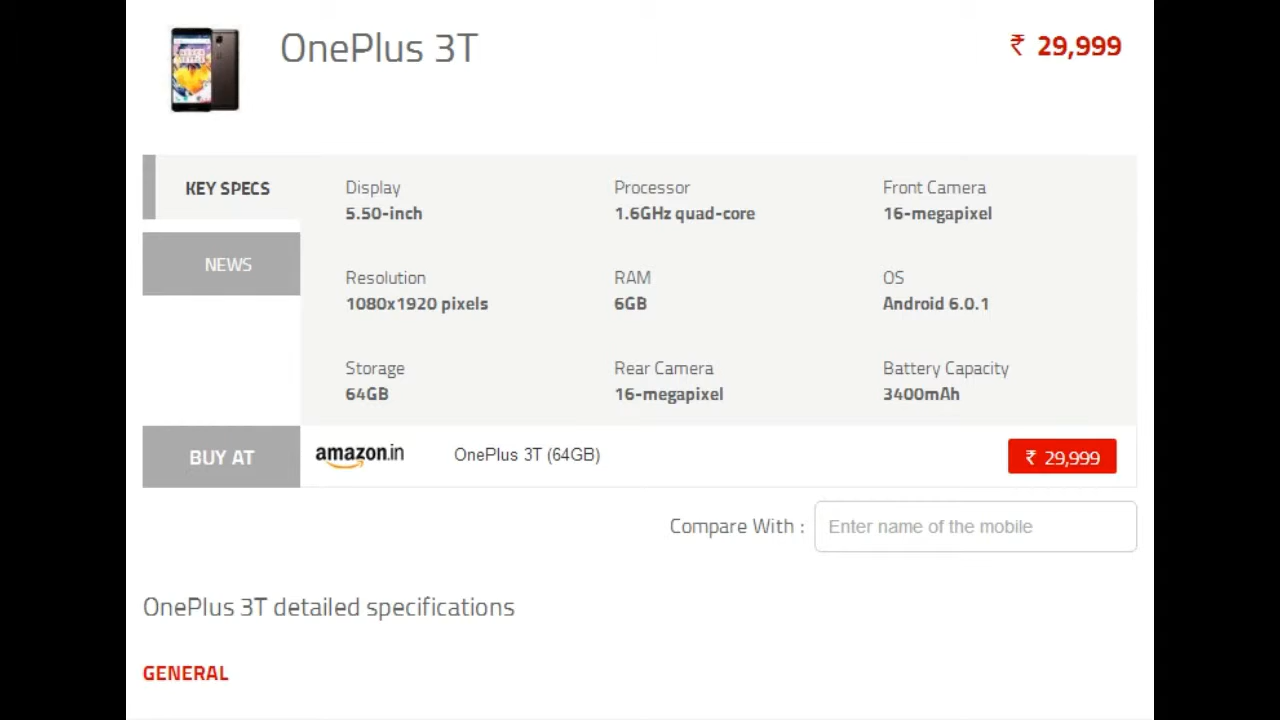 OnePlus 3T
₹ 29,999
KEY SPECS
Display
5.50-inch
Processor
1.6GHz quad-core
Front Camera
16-megapixel
NEWS
Resolution
1080x1920 pixels
RAM
6GB
OS
Android 6.0.1
Storage
64GB
Rear Camera
16-megapixel
Battery Capacity
3400mAh
BUY AT
amazon.in
OnePlus 3T (64GB)
₹ 29,999
Compare With :
Enter name of the mobile
OnePlus 3T detailed specifications
GENERAL